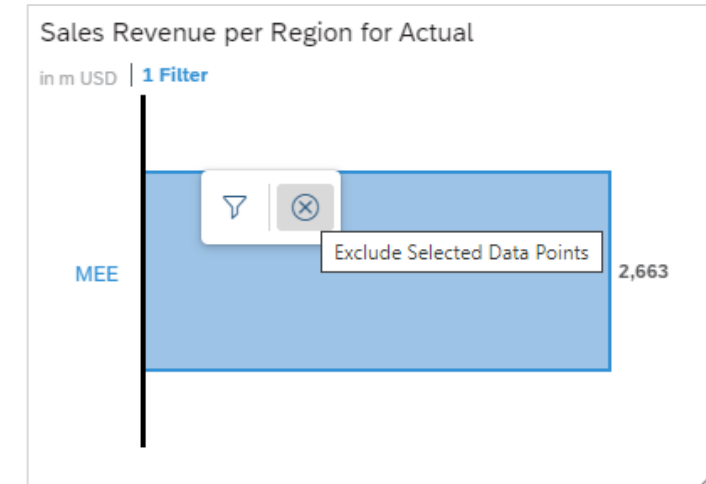 Sales Revenue per Region for Actual
in m USD | 1 Filter
Exclude Selected Data Points
MEE
2,663